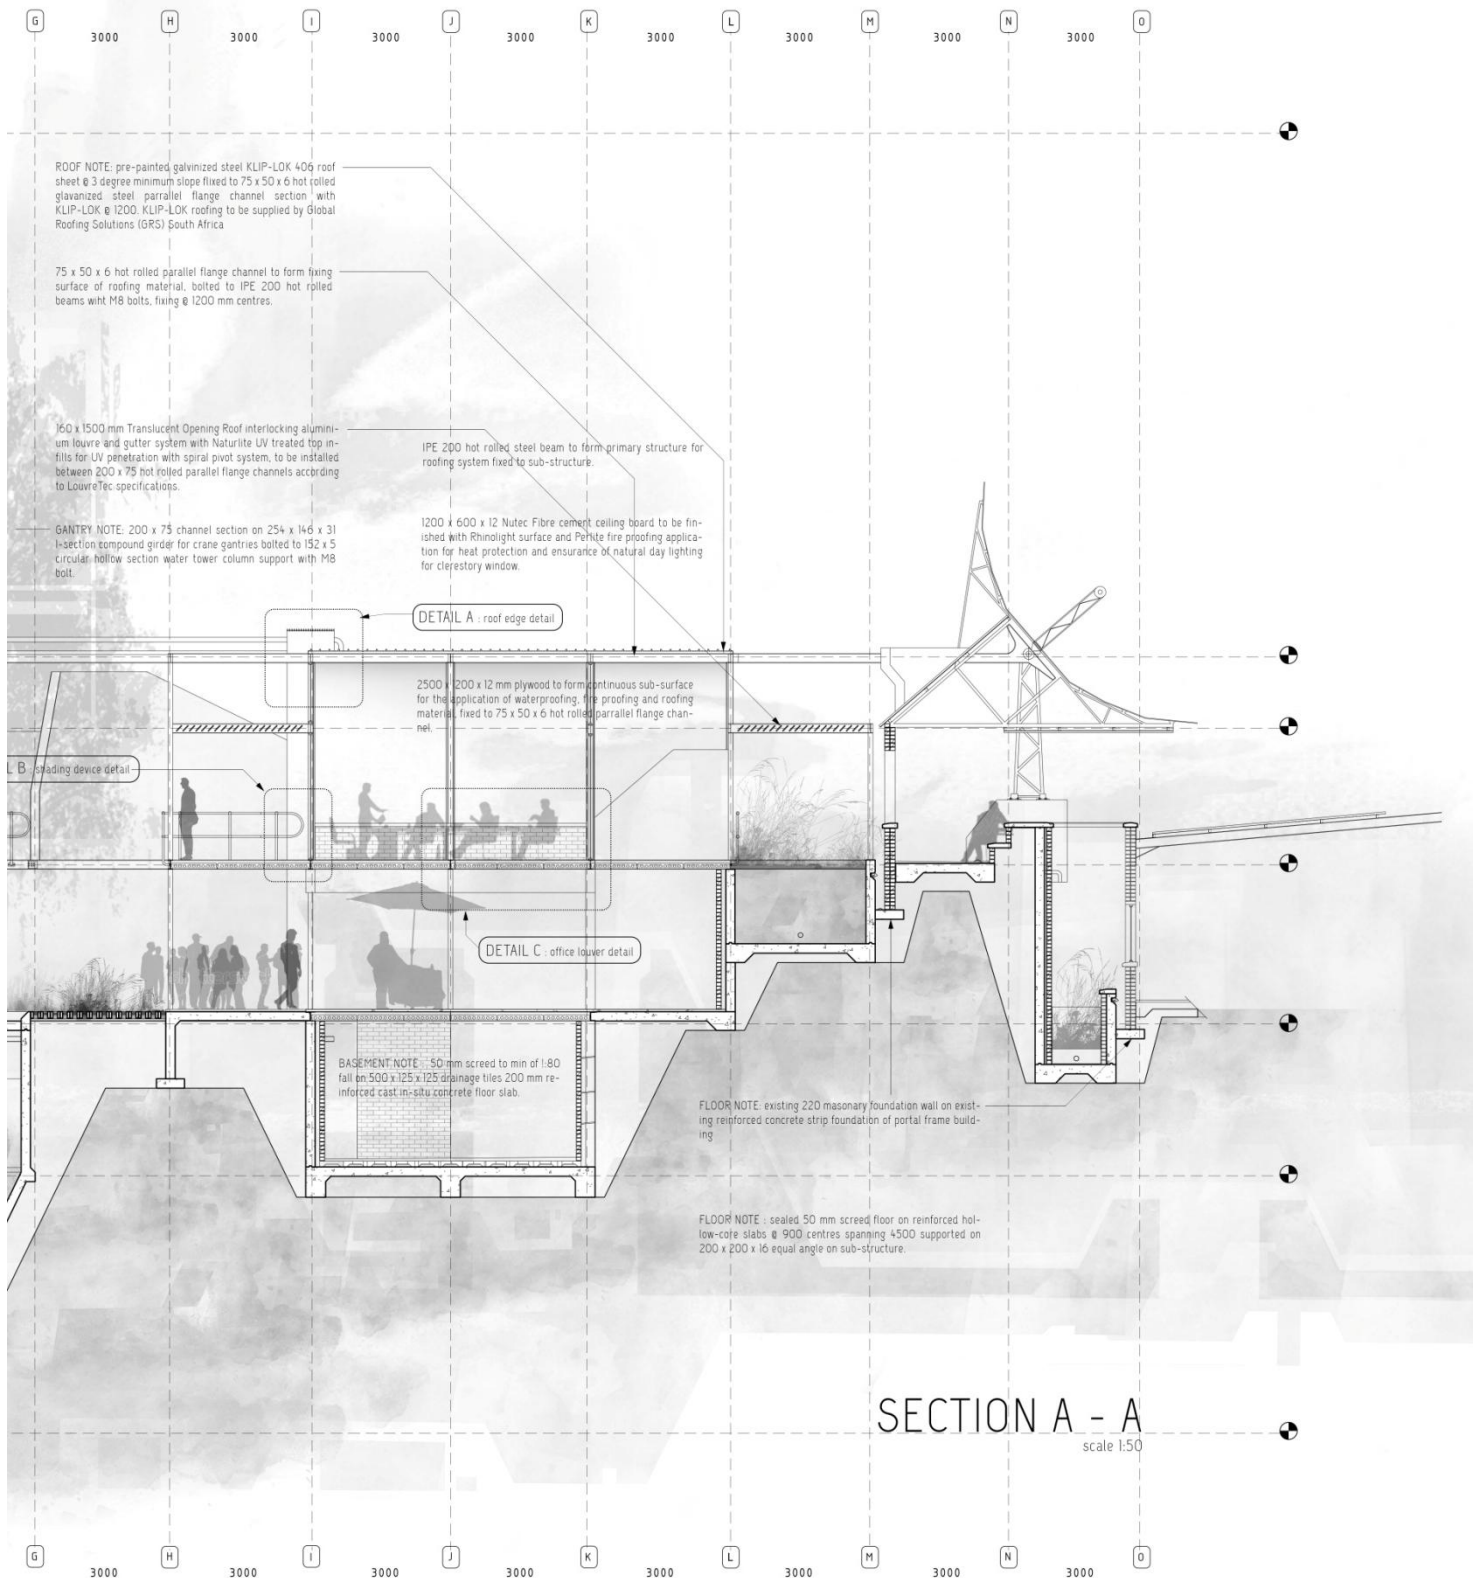 G H I J K L M N O
3000 3000 3000 3000 3000 3000 3000 3000
ROOF NOTE: pre-painted galvinized steel KLIP-LOK 406 roof
sheet @ 3 degree minimum slope flixed to 75 x 50 x 6 hot rolled
glavanized steel parrallel flange channel section with
KLIP-LOK @ 1200. KLIP-LOK roofing to be supplied by Global
Roofing Solutions (GRS) South Africa
75 x 50 x 6 hot rolled parallel flange channel to form fixing
surface of roofing material, bolted to IPE 200 hot rolled
beams wiht M8 bolts, fixing @ 1200 mm centres.
160 x 1500 mm Translucent Opening Roof interlocking alumini-
um louvre and gutter system with Naturlite UV treated top in-
fills for UV penetration with spiral pivot system, to be installed
between 200 x 75 hot rolled parallel flange channels according
to LouvreTec specifications.
IPE 200 hot rolled steel beam to form primary structure for
roofing system fixed to sub-structure.
GANTRY NOTE: 200 x 75 channel section on 254 x 146 x 31
I-section compound girder for crane gantries bolted to 152 x 5
circular hollow section water tower column support with M8
bolt.
1200 x 600 x 12 Nutec Fibre cement ceiling board to be fin-
ished with Rhinolight surface and Perlite fire proofing applica-
tion for heat protection and ensurance of natural day lighting
for clerestory window.
DETAIL A : roof edge detail
2500 x 1200 x 12 mm plywood to form continuous sub-surface
for the application of waterproofing, fire proofing and roofing
material, fixed to 75 x 50 x 6 hot rolled parrallel flange chan-
nel.
L B : shading device detail
DETAIL C : office louver detail
BASEMENT NOTE : 50 mm screed to min of 1:80
fall on 500 x 125 x 125 drainage tiles 200 mm re-
inforced cast in-situ concrete floor slab.
FLOOR NOTE: existing 220 masonary foundation wall on exist-
ing reinforced concrete strip foundation of portal frame build-
ing
FLOOR NOTE : sealed 50 mm screed floor on reinforced hol-
low-core slabs @ 900 centres spanning 4500 supported on
200 x 200 x 16 equal angle on sub-structure.
SECTION A - A
scale 1:50
G H I J K L M N O
3000 3000 3000 3000 3000 3000 3000 3000